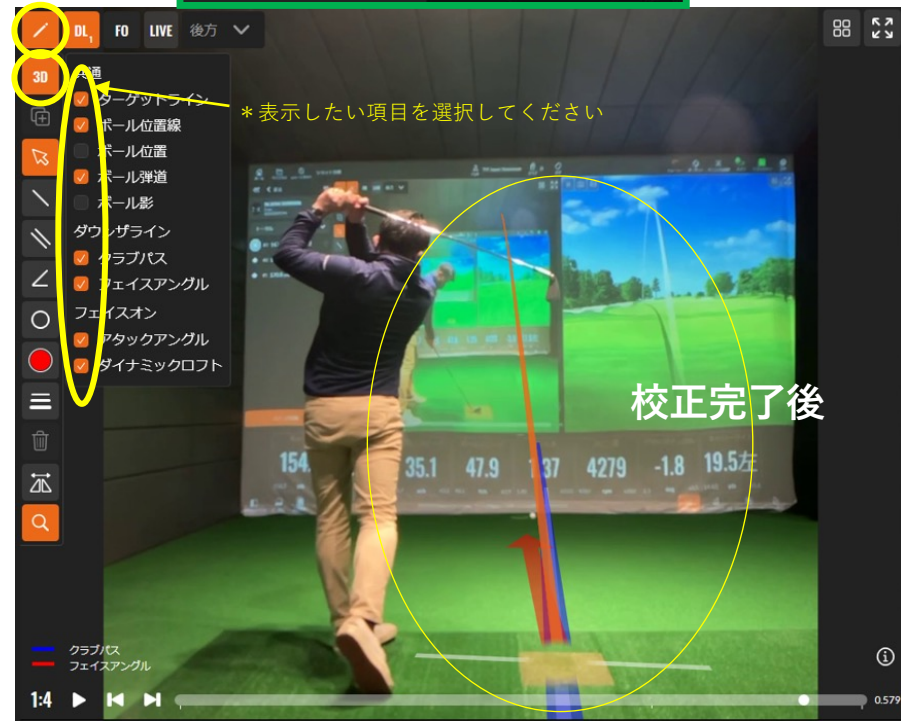 DL1 FO LIVE 後方
3D
共通
ターゲットライン
＊表示したい項目を選択してください
ボール位置線
ボール位置
ボール弾道
ボール影
ダウンザライン
クラブパス
フェイスアングル
フェイスオン
アタックアングル
ダイナミックロフト
校正完了後
35.1 47.9 4279 -1.8 19.5左
クラブパス
フェイスアングル
1:4
0.579